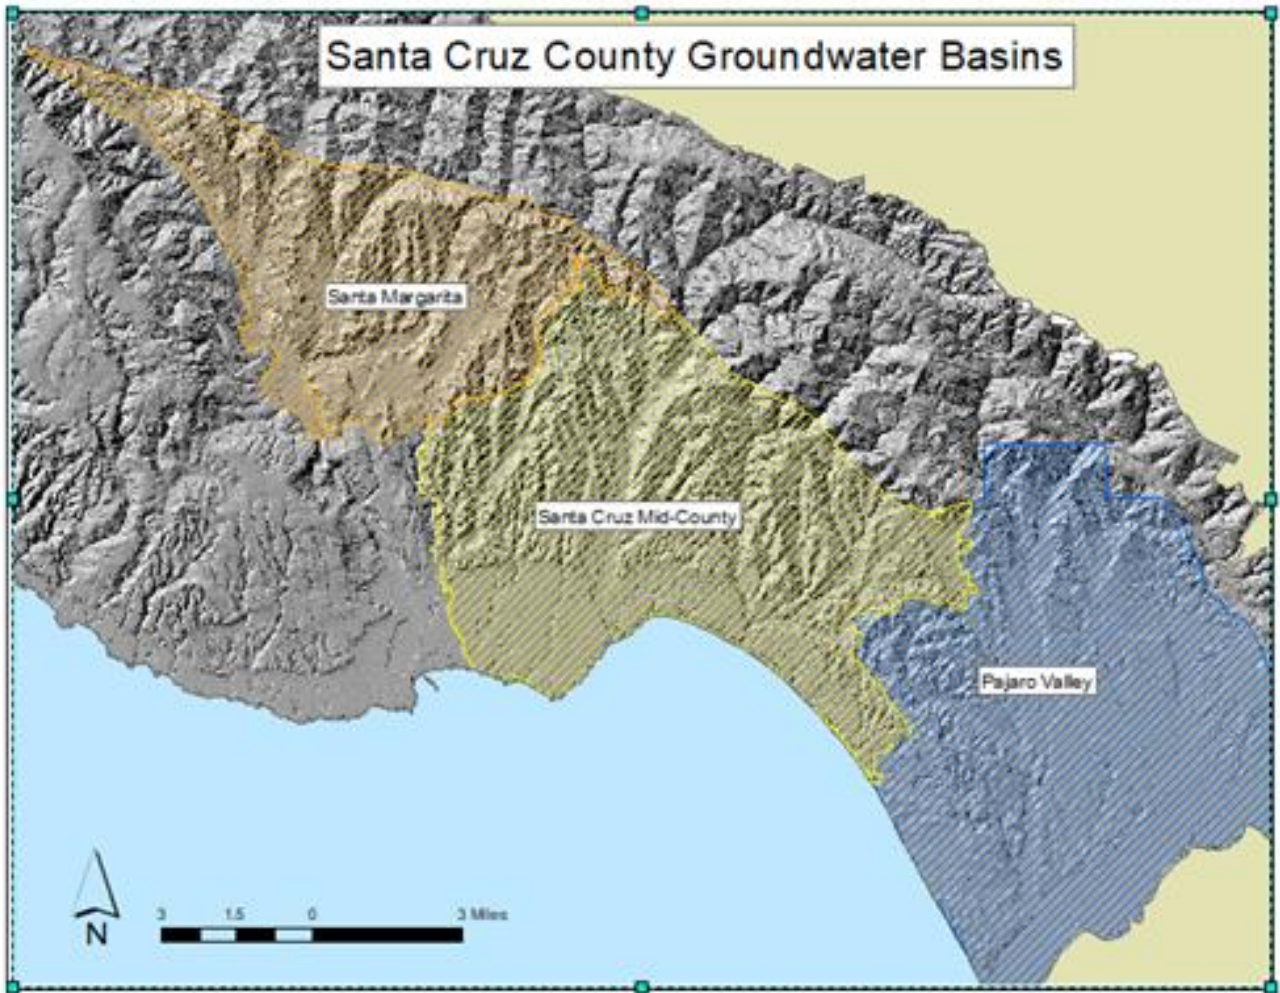 Santa Cruz County Groundwater Basins
Santa Margarita
Santa Cruz Mid-County
Pajaro Valley
N
3 1.5 0 3 Miles